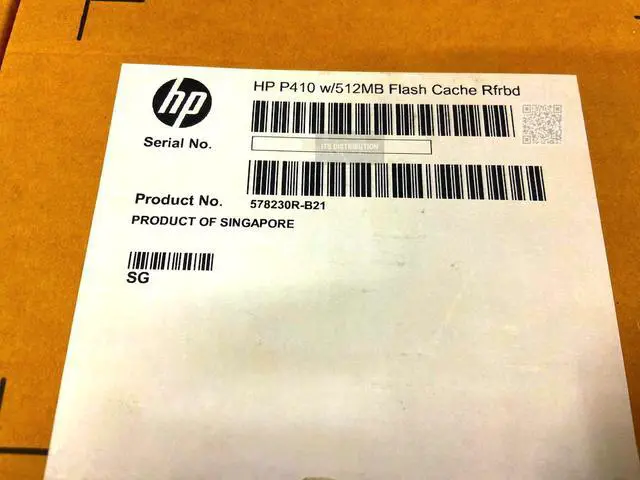 hp
HP P410 w/512MB Flash Cache Rfrbd
Serial No.
ITS DISTRIBUTION
Product No. 578230R-B21
PRODUCT OF SINGAPORE
SG